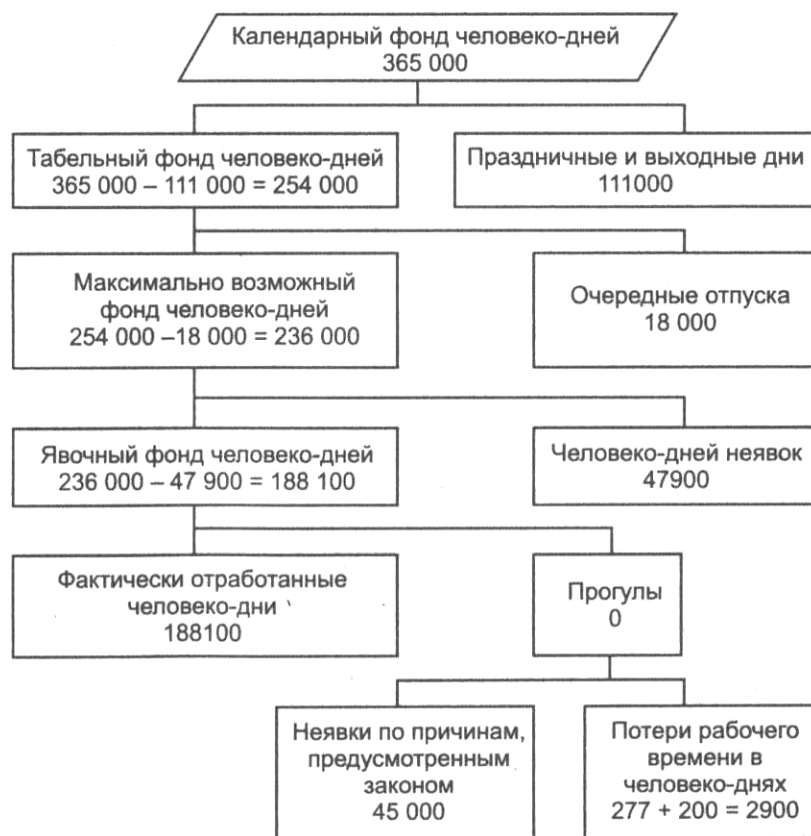 Календарный фонд человеко-дней
365 000
Табельный фонд человеко-дней
365 000 – 111 000 = 254 000
Праздничные и выходные дни
111000
Максимально возможный
фонд человеко-дней
254 000 –18 000 = 236 000
Очередные отпуска
18 000
Явочный фонд человеко-дней
236 000 – 47 900 = 188 100
Человеко-дней неявок
47900
Фактически отработанные
человеко-дни
188100
Прогулы
0
Неявки по причинам,
предусмотренным
законом
45 000
Потери рабочего
времени в
человеко-днях
277 + 200 = 2900